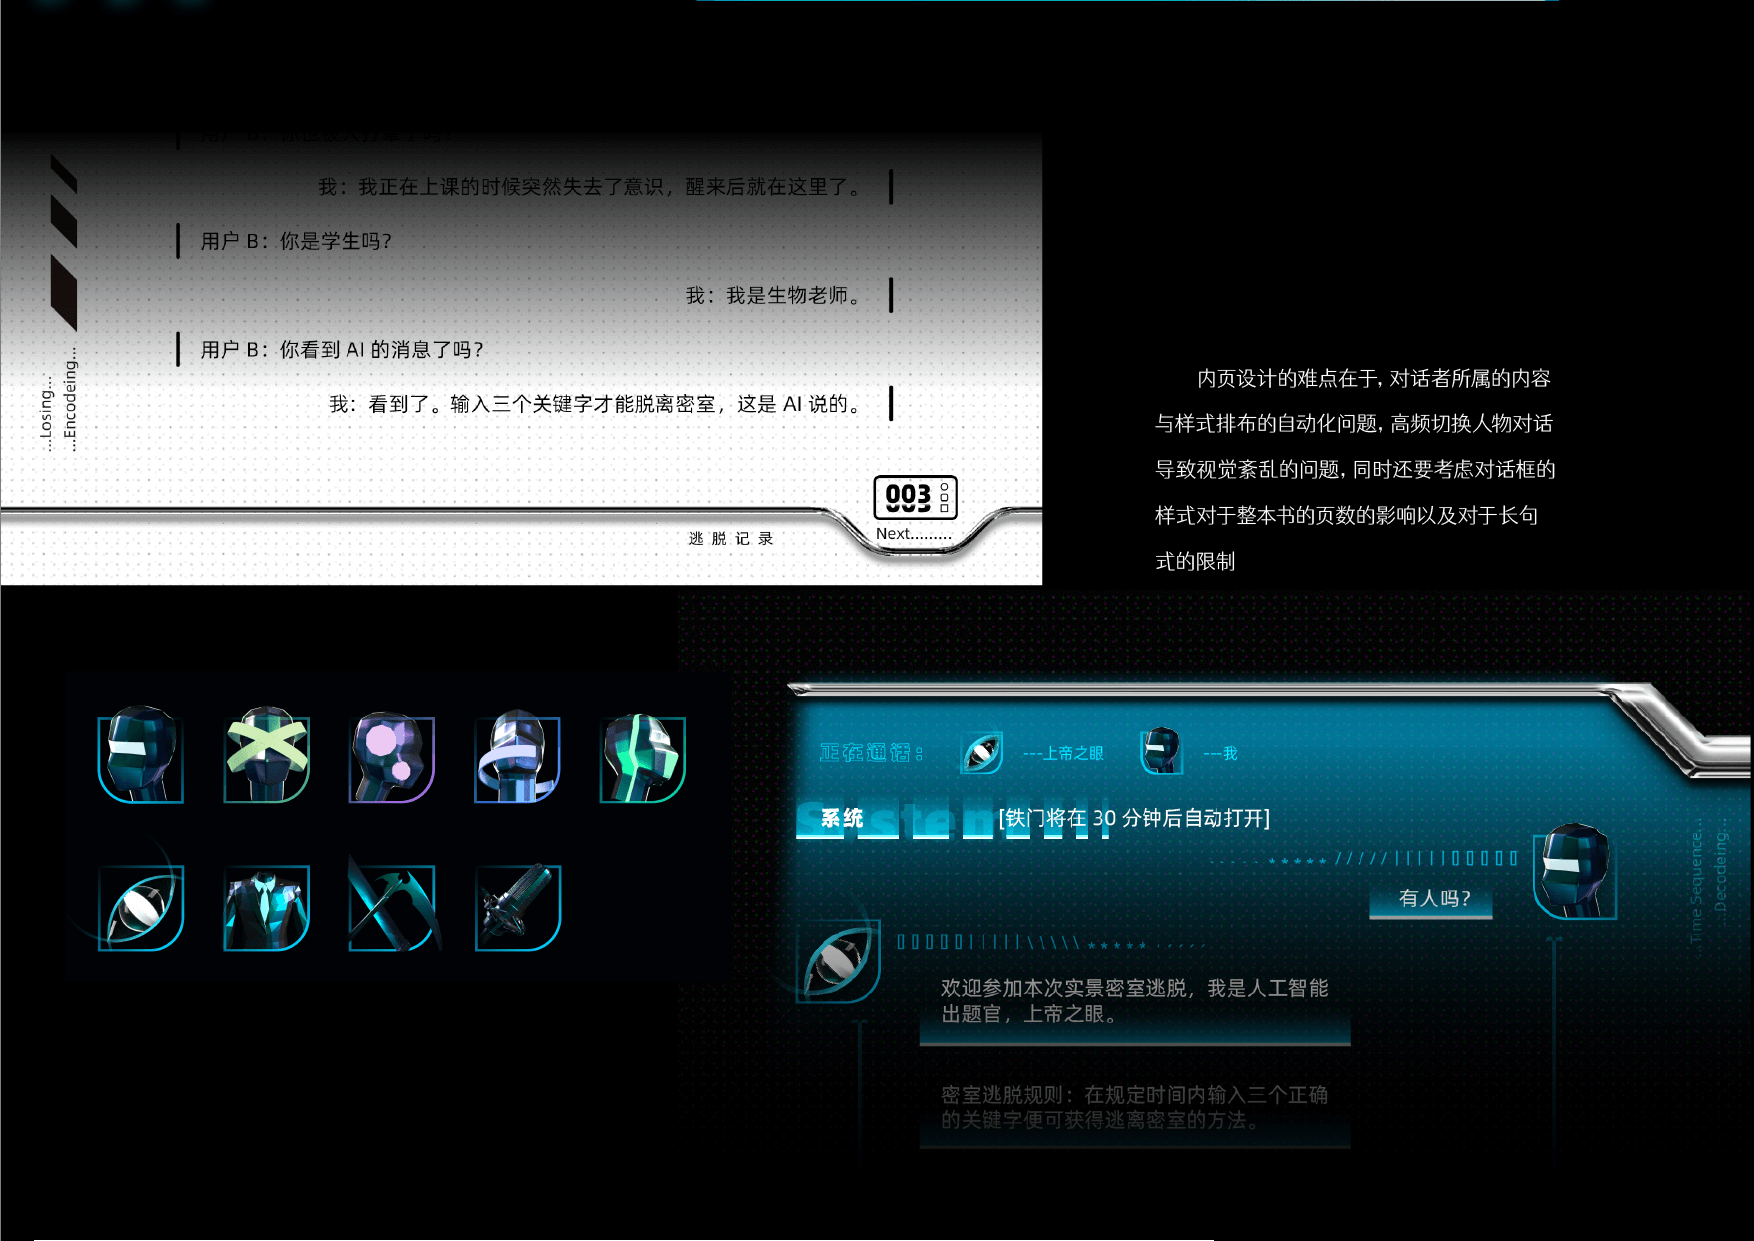 我：我正在上课的时候突然失去了意识，醒来后就在这里了。
用户 B：你是学生吗？
我：我是生物老师。
用户 B：你看到 AI 的消息了吗？
我：看到了。输入三个关键字才能脱离密室，这是 AI 说的。
...Losing...
...Encodeing...
003
Next.........
逃脱记录
内页设计的难点在于，对话者所属的内容
与样式排布的自动化问题，高频切换人物对话
导致视觉紊乱的问题，同时还要考虑对话框的
样式对于整本书的页数的影响以及对于长句
式的限制
正在通话：
---上帝之眼
---我
系统
[铁门将在 30 分钟后自动打开]
有人吗？
...Time Sequence...
...Decodeing...
欢迎参加本次实景密室逃脱，我是人工智能
出题官，上帝之眼。
密室逃脱规则：在规定时间内输入三个正确
的关键字便可获得逃离密室的方法。